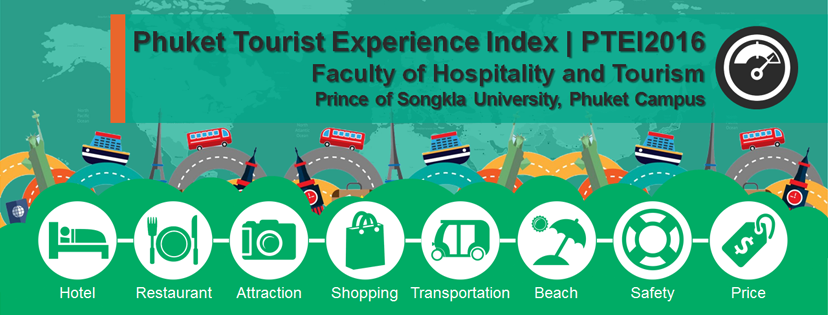 Phuket Tourist Experience Index | PTEI2016
Faculty of Hospitality and Tourism
Prince of Songkla University, Phuket Campus
$
Hotel
Restaurant
Attraction
Shopping
Transportation
Beach
Safety
Price